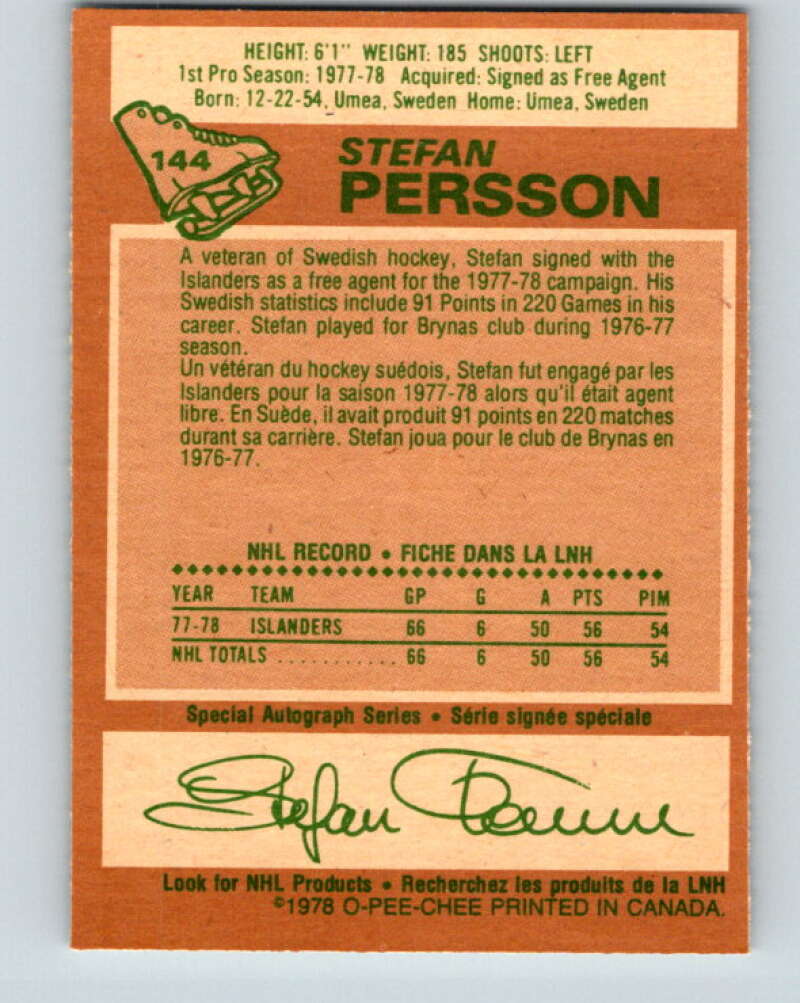 HEIGHT: 6'1" WEIGHT: 185 SHOOTS: LEFT
1st Pro Season: 1977-78 Acquired: Signed as Free Agent
Born: 12-22-54, Umea, Sweden Home: Umea, Sweden
144
STEFAN
PERSSON
A veteran of Swedish hockey, Stefan signed with the
Islanders as a free agent for the 1977-78 campaign. His
Swedish statistics include 91 Points in 220 Games in his
career. Stefan played for Brynas club during 1976-77
season.
Un vétéran du hockey suédois, Stefan fut engagé par les
Islanders pour la saison 1977-78 alors qu'il était agent
libre. En Suède, il avait produit 91 points en 220 matches
durant sa carrière. Stefan joua pour le club de Brynas en
1976-77.
NHL RECORD • FICHE DANS LA LNH
YEAR TEAM GP G A PTS PIM
77-78 ISLANDERS 66 6 50 56 54
NHL TOTALS ........... 66 6 50 56 54
Special Autograph Series • Série signée spéciale
Stefan Persson
Look for NHL Products • Recherchez les produits de la LNH
©1978 O-PEE-CHEE PRINTED IN CANADA.